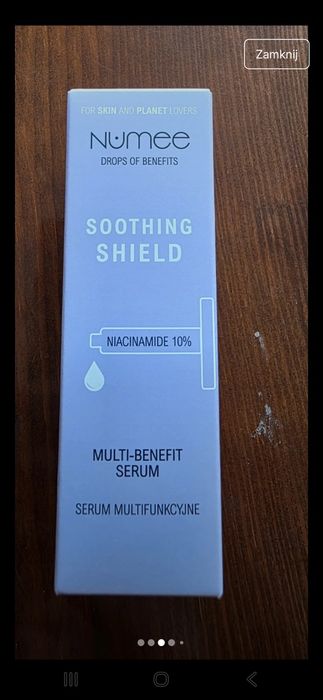 Zamknij
FOR SKIN AND PLANET LOVERS
NUMEE
DROPS OF BENEFITS
SOOTHING
SHIELD
NIACINAMIDE 10%
MULTI-BENEFIT
SERUM
SERUM MULTIFUNKCYJNE